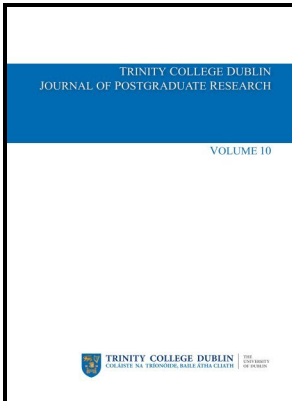 TRINITY COLLEGE DUBLIN
JOURNAL OF POSTGRADUATE RESEARCH
VOLUME 10
TRINITY COLLEGE DUBLIN
COLÁISTE NA TRÍONÓIDE, BAILE ÁTHA CLIATH
THE
UNIVERSITY
OF DUBLIN